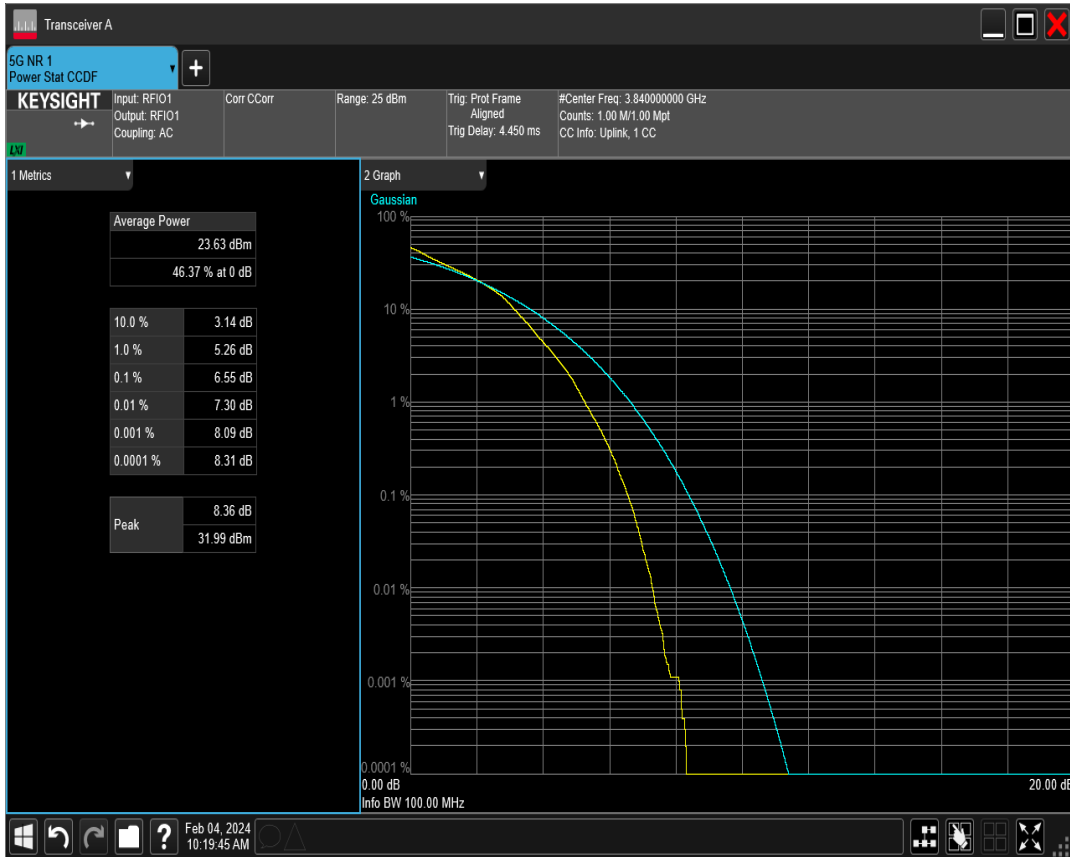 Transceiver A
5G NR 1
Power Stat CCDF
KEYSIGHT
LXI
Input: RFIO1
Output: RFIO1
Coupling: AC
Corr CCorr
Range: 25 dBm
Trig: Prot Frame
Aligned
Trig Delay: 4.450 ms
#Center Freq: 3.840000000 GHz
Counts: 1.00 M/1.00 Mpt
CC Info: Uplink, 1 CC
1 Metrics
Average Power
23.63 dBm
46.37 % at 0 dB
10.0 % 3.14 dB
1.0 % 5.26 dB
0.1 % 6.55 dB
0.01 % 7.30 dB
0.001 % 8.09 dB
0.0001 % 8.31 dB
Peak
8.36 dB
31.99 dBm
2 Graph
Gaussian
100 %
10 %
1 %
0.1 %
0.01 %
0.001 %
0.0001 %
0.00 dB 20.00 dB
Info BW 100.00 MHz
?
Feb 04, 2024
10:19:45 AM